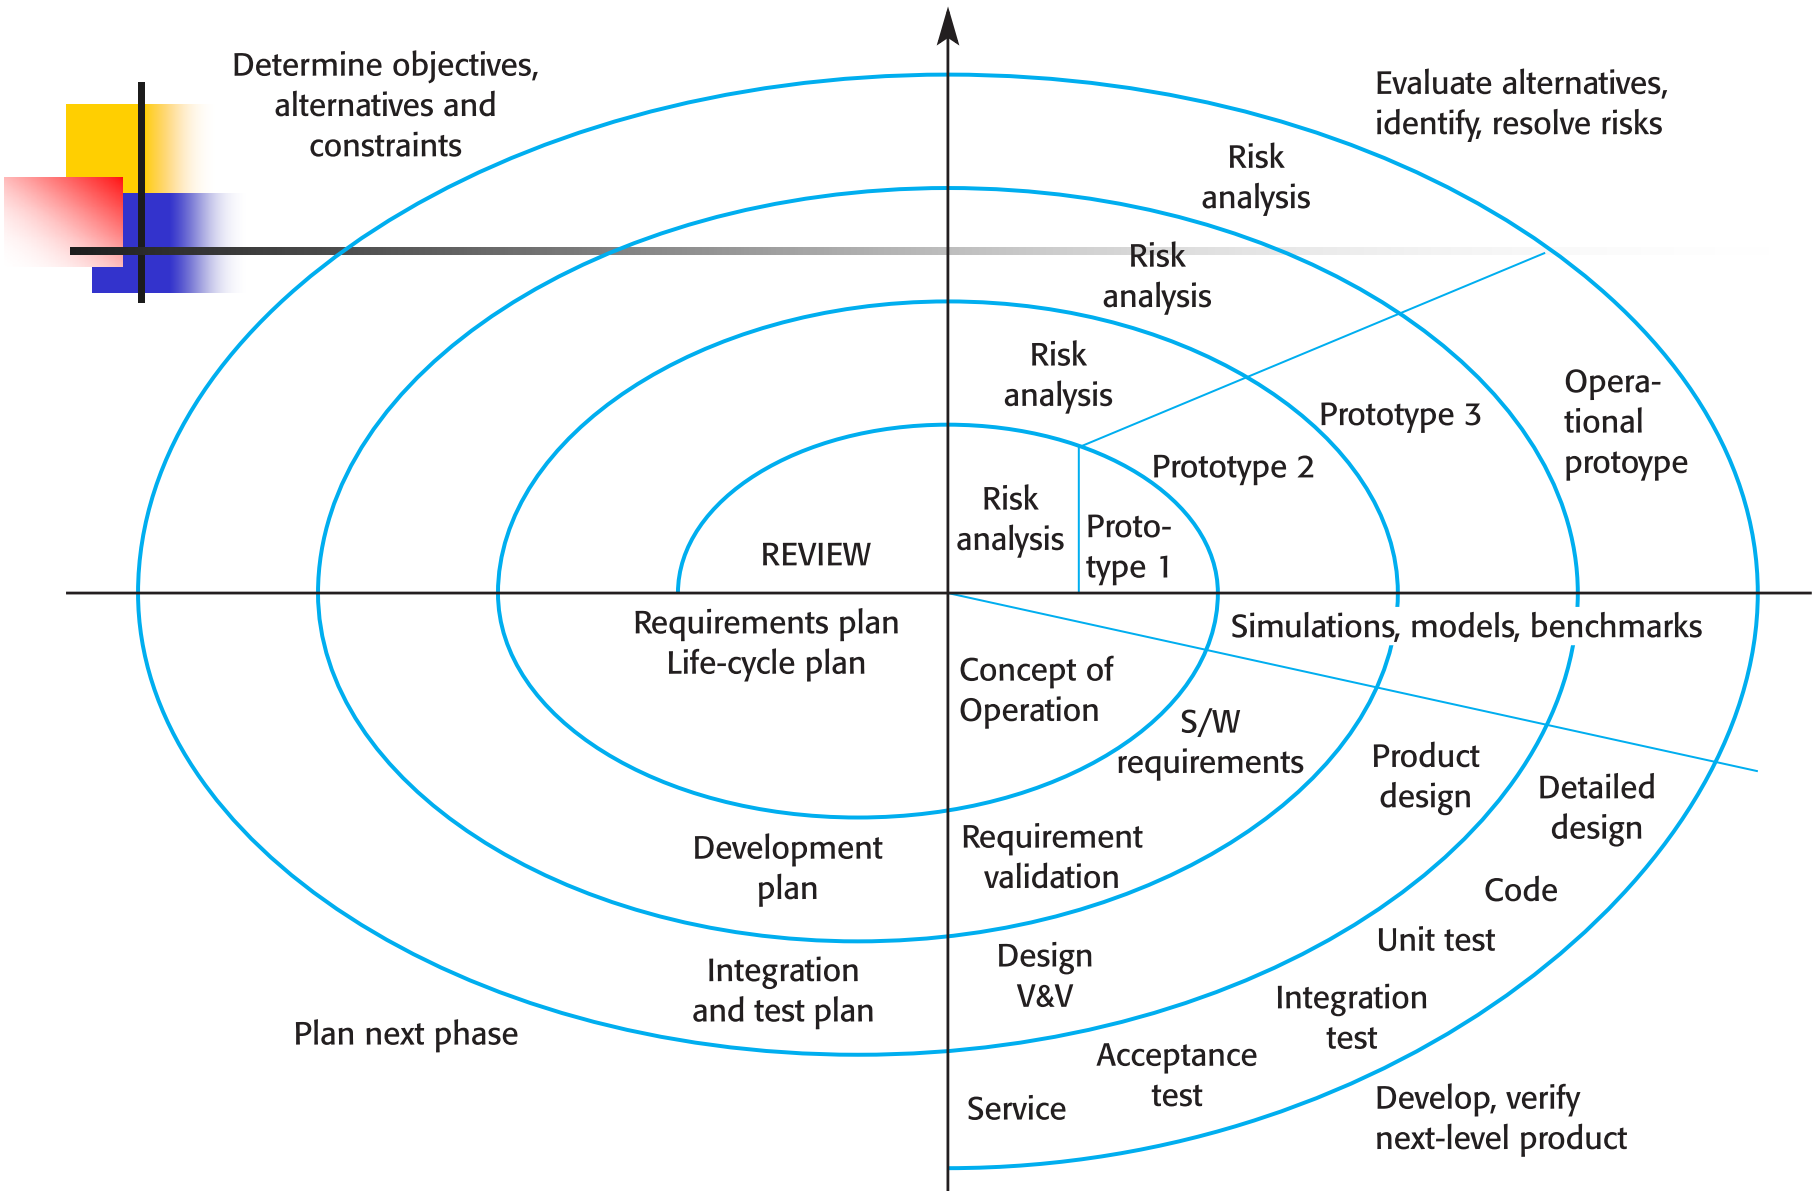 Determine objectives,
alternatives and
constraints
Evaluate alternatives,
identify, resolve risks
Risk
analysis
Risk
analysis
Risk
analysis
Opera-
tional
protoype
Prototype 3
Prototype 2
Risk
analysis
Proto-
type 1
REVIEW
Requirements plan
Life-cycle plan
Simulations, models, benchmarks
Concept of
Operation
S/W
requirements
Product
design
Detailed
design
Development
plan
Requirement
validation
Code
Unit test
Integration
and test plan
Design
V&V
Integration
test
Plan next phase
Acceptance
test
Service
Develop, verify
next-level product